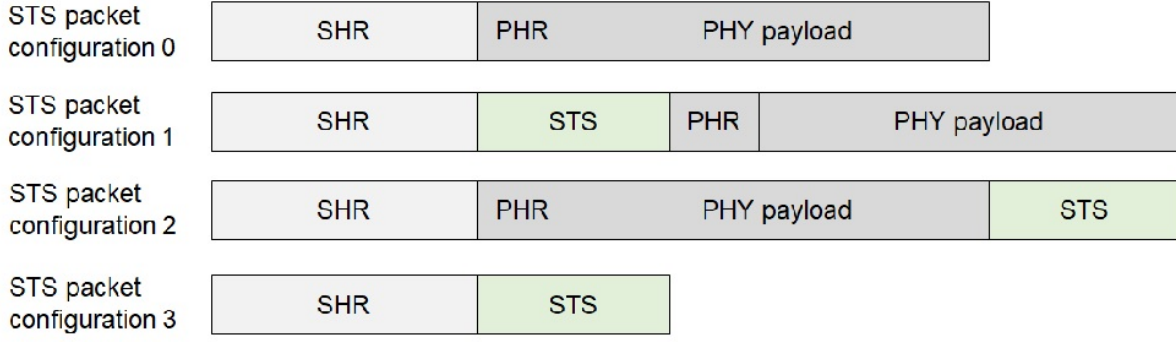 STS packet
configuration 0
SHR PHR PHY payload
STS packet
configuration 1
SHR STS PHR PHY payload
STS packet
configuration 2
SHR PHR PHY payload STS
STS packet
configuration 3
SHR STS